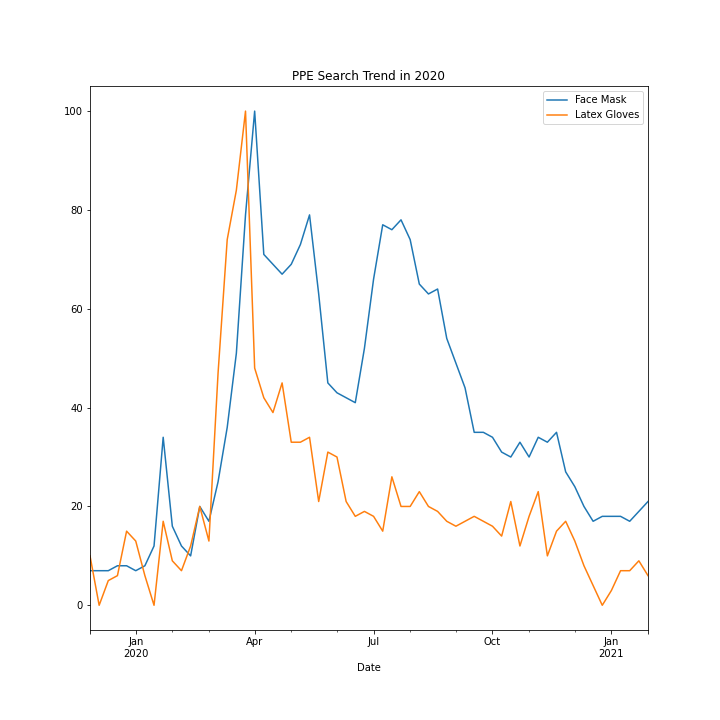 PPE Search Trend in 2020
Face Mask
Latex Gloves
100
80
60
40
20
0
Jan
2020
Apr
Jul
Oct
Jan
2021
Date